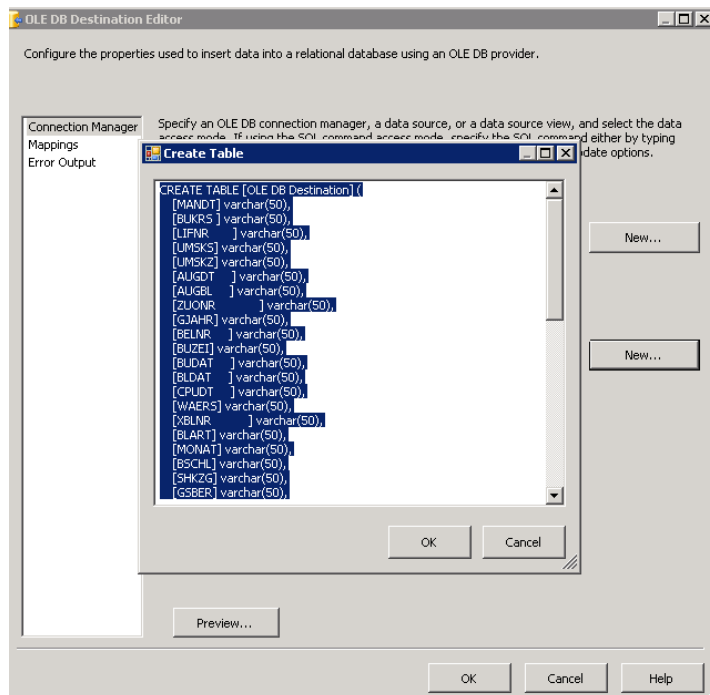 OLE DB Destination Editor
Configure the properties used to insert data into a relational database using an OLE DB provider.
Connection Manager
Mappings
Error Output
Specify an OLE DB connection manager, a data source, or a data source view, and select the data
access mode. If using the SQL command access mode, specify the SQL command either by typing
update options.
Create Table
CREATE TABLE [OLE DB Destination] (
[MANDT] varchar(50),
[BUKRS ] varchar(50),
[LIFNR      ] varchar(50),
[UMSKS] varchar(50),
[UMSKZ] varchar(50),
[AUGDT    ] varchar(50),
[AUGBL    ] varchar(50),
[ZUONR           ] varchar(50),
[GJAHR] varchar(50),
[BELNR    ] varchar(50),
[BUZEI] varchar(50),
[BUDAT    ] varchar(50),
[BLDAT    ] varchar(50),
[CPUDT    ] varchar(50),
[WAERS] varchar(50),
[XBLNR         ] varchar(50),
[BLART] varchar(50),
[MONAT] varchar(50),
[BSCHL] varchar(50),
[SHKZG] varchar(50),
[GSBER] varchar(50),
OK
Cancel
New...
New...
Preview...
OK
Cancel
Help